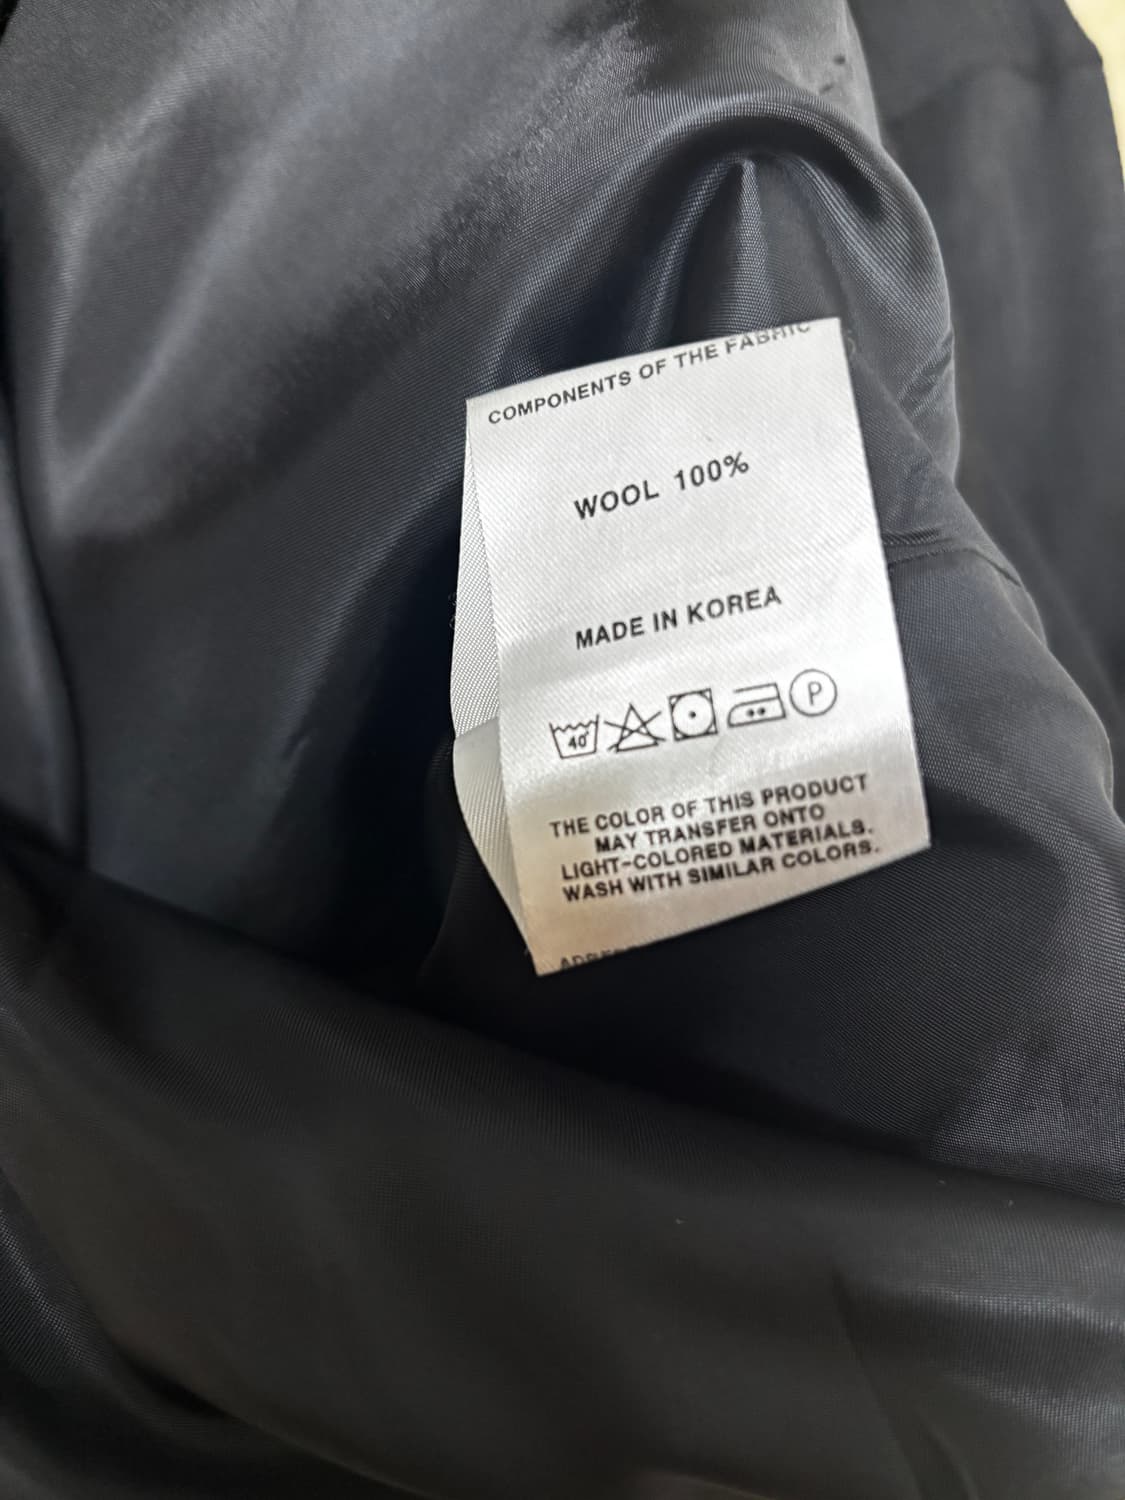 COMPONENTS OF THE FABRIC
WOOL 100%
MADE IN KOREA
40 P
THE COLOR OF THIS PRODUCT
MAY TRANSFER ONTO
LIGHT-COLORED MATERIALS.
WASH WITH SIMILAR COLORS.